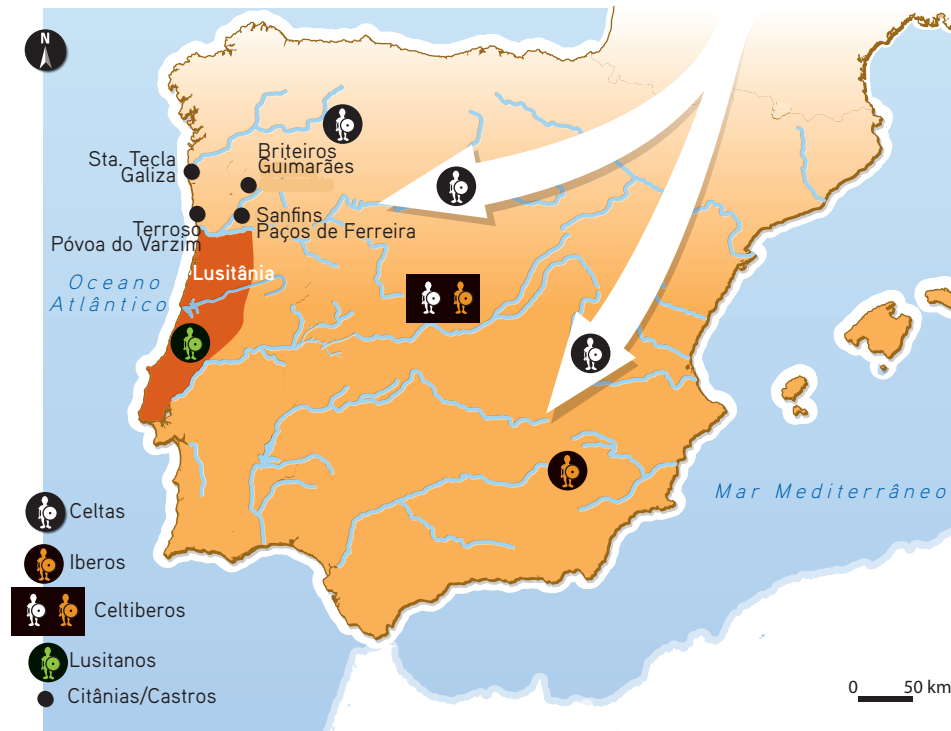 N
Sta. Tecla
Galiza
Briteiros
Guimarães
Terroso
Póvoa do Varzim
Sanfins
Paços de Ferreira
Lusitânia
Oceano
Atlântico
Mar Mediterrâneo
Celtas
Iberos
Celtiberos
Lusitanos
Citânias/Castros
0 50 km